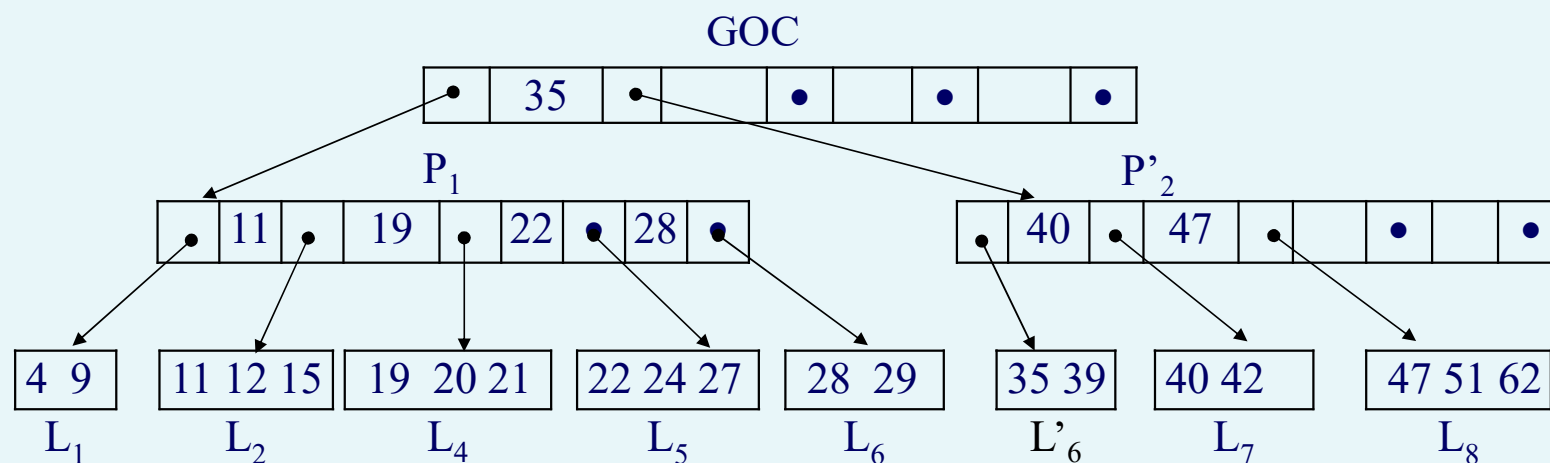 GOC
35
P₁ P’₂
11 19 22 28 40 47
4 9 11 12 15 19 20 21 22 24 27 28 29 35 39 40 42 47 51 62
L₁ L₂ L₄ L₅ L₆ L’₆ L₇ L₈